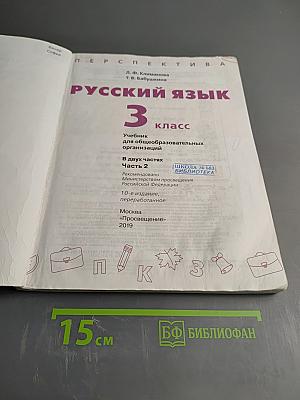 ПЕРСПЕКТИВА
Л. Ф. Климанова
Т. В. Бабушкина
РУССКИЙ ЯЗЫК
3 класс
Учебник
для общеобразовательных
организаций
В двух частях
Часть 2
Рекомендовано
Министерством просвещения
Российской Федерации
10-е издание,
переработанное
Москва
«Просвещение»
2019
БИБЛИОТЕКА
П К З
15 см
БФ БИБЛИОФАН